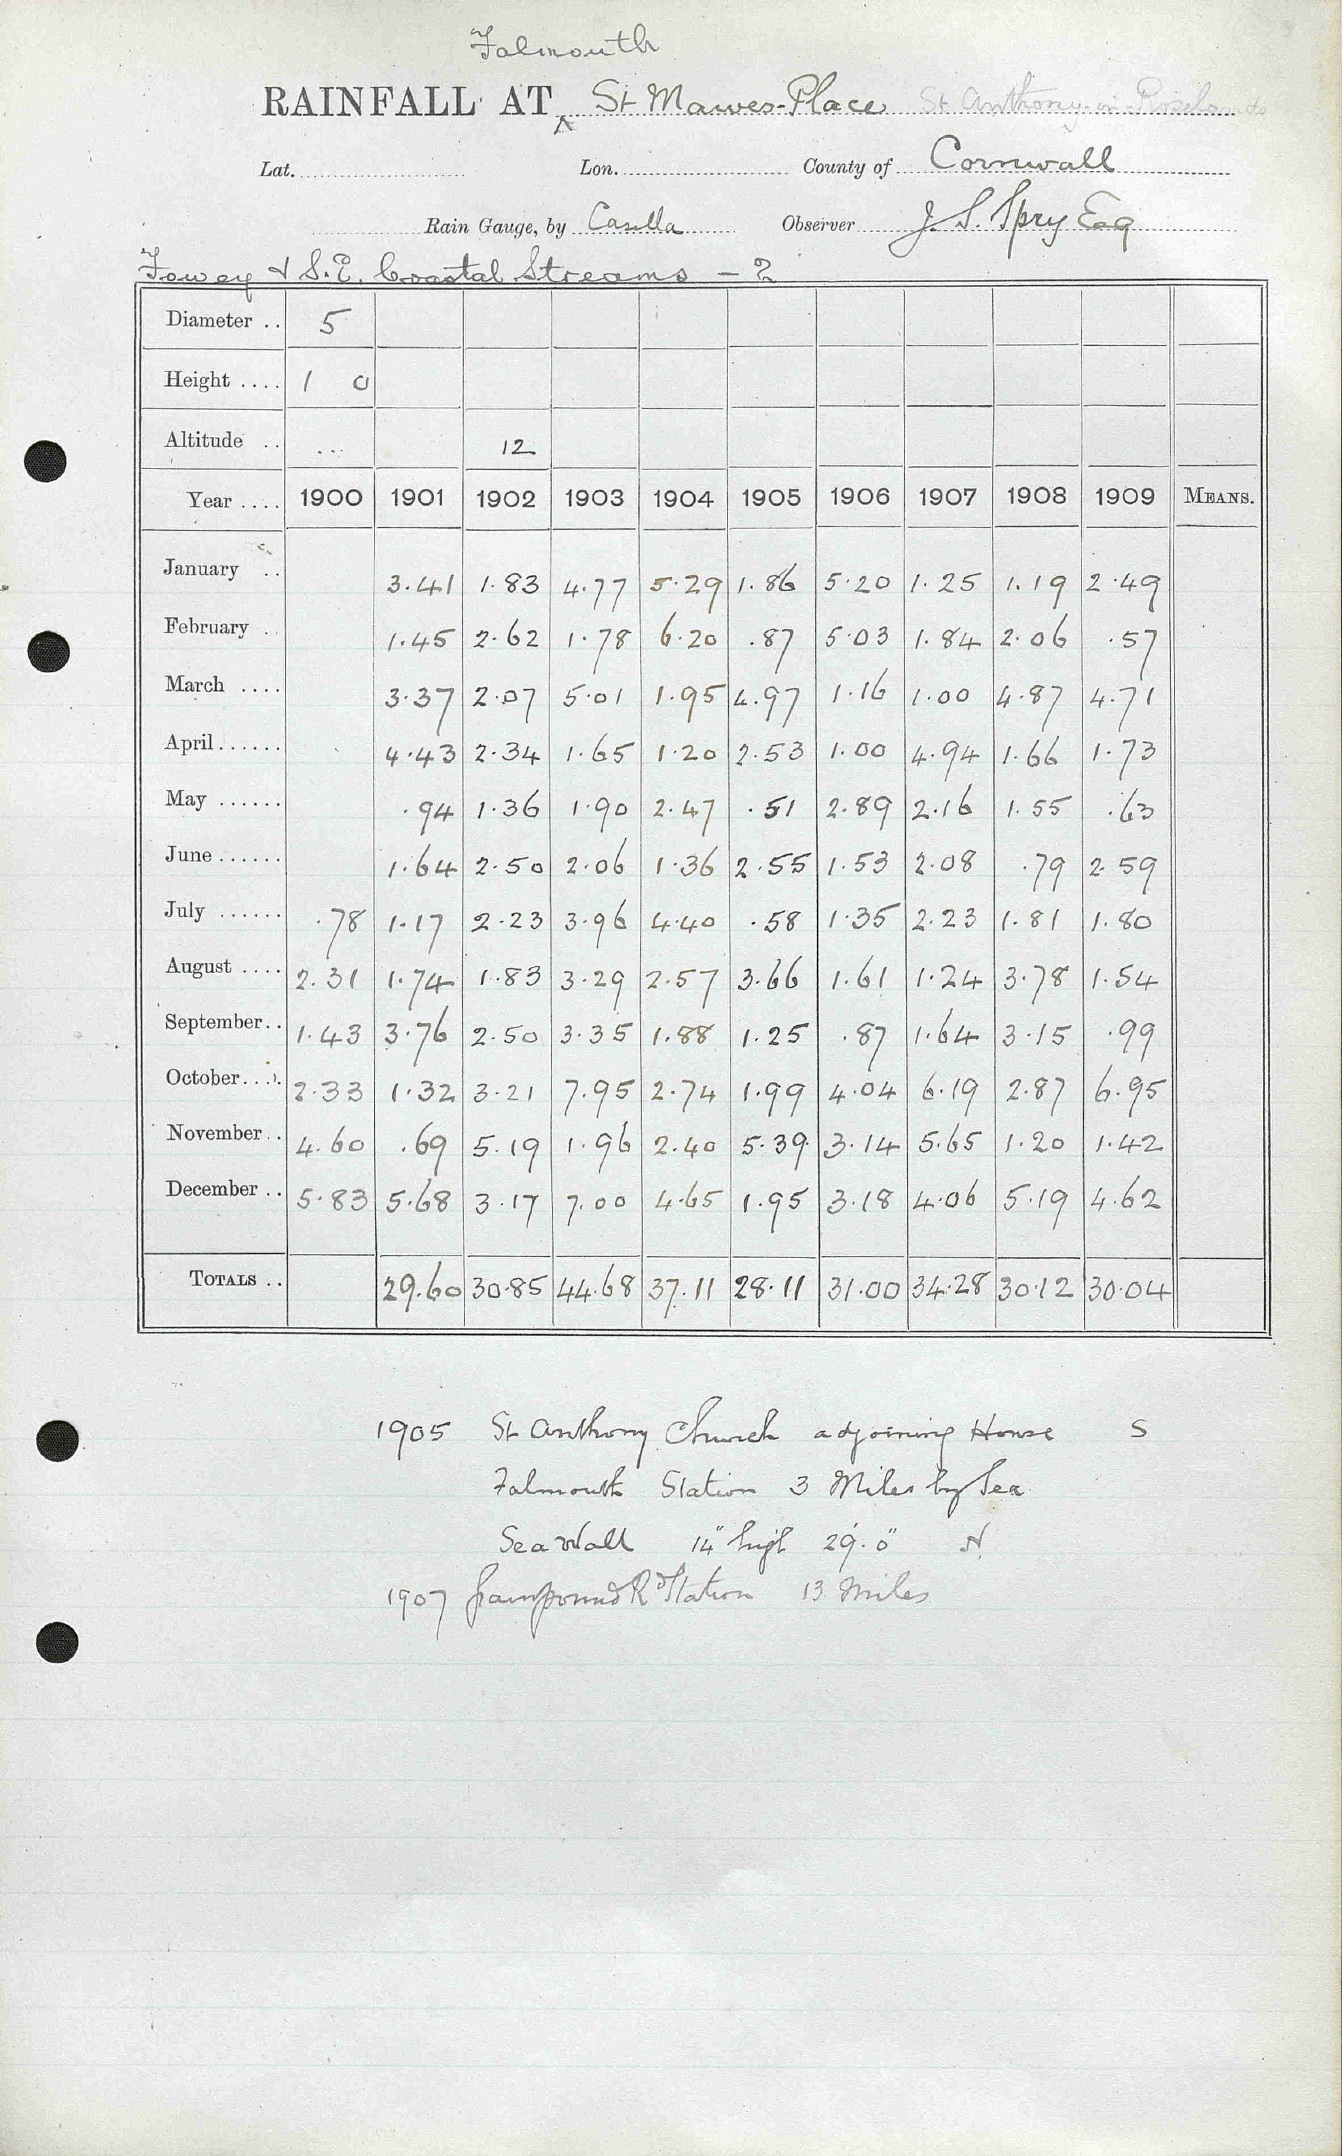 Falmouth
RAINFALL AT St Mawes-Place St Anthony-in-Roseland
Lat. Lon. County of Cornwall
Rain Gauge, by Casella Observer J. S. Spry Esq
Fowey & S.E. Coastal Streams - 2
Diameter .. 5
Height .... 1 0
Altitude .. ... 12
Year .... 1900 1901 1902 1903 1904 1905 1906 1907 1908 1909 MEANS.
January .. 3.41 1.83 4.77 5.29 1.86 5.20 1.25 1.19 2.49
February . 1.45 2.62 1.78 6.20 .87 5.03 1.84 2.06 .57
March .... 3.37 2.07 5.01 1.95 4.97 1.16 1.00 4.87 4.71
April ...... 4.43 2.34 1.65 1.20 2.53 1.00 4.94 1.66 1.73
May ...... .94 1.36 1.90 2.47 .51 2.89 2.16 1.55 .63
June ...... 1.64 2.50 2.06 1.36 2.55 1.53 2.08 .79 2.59
July ...... .78 1.17 2.23 3.96 4.40 .58 1.35 2.23 1.81 1.80
August .... 2.31 1.74 1.83 3.29 2.57 3.66 1.61 1.24 3.78 1.54
September.. 1.43 3.76 2.50 3.35 1.88 1.25 .87 1.64 3.15 .99
October.... 2.33 1.32 3.21 7.95 2.74 1.99 4.04 6.19 2.87 6.95
November.. 4.60 .69 5.19 1.96 2.40 5.39 3.14 5.65 1.20 1.42
December .. 5.83 5.68 3.17 7.00 4.65 1.95 3.18 4.06 5.19 4.62
TOTALS .. 29.60 30.85 44.68 37.11 28.11 31.00 34.28 30.12 30.04
1905 St Anthony Church adjoining House S
Falmouth Station 3 Miles by Sea
Sea Wall 14" high 29'.0" N
1907 Grampound Rd Station 13 Miles